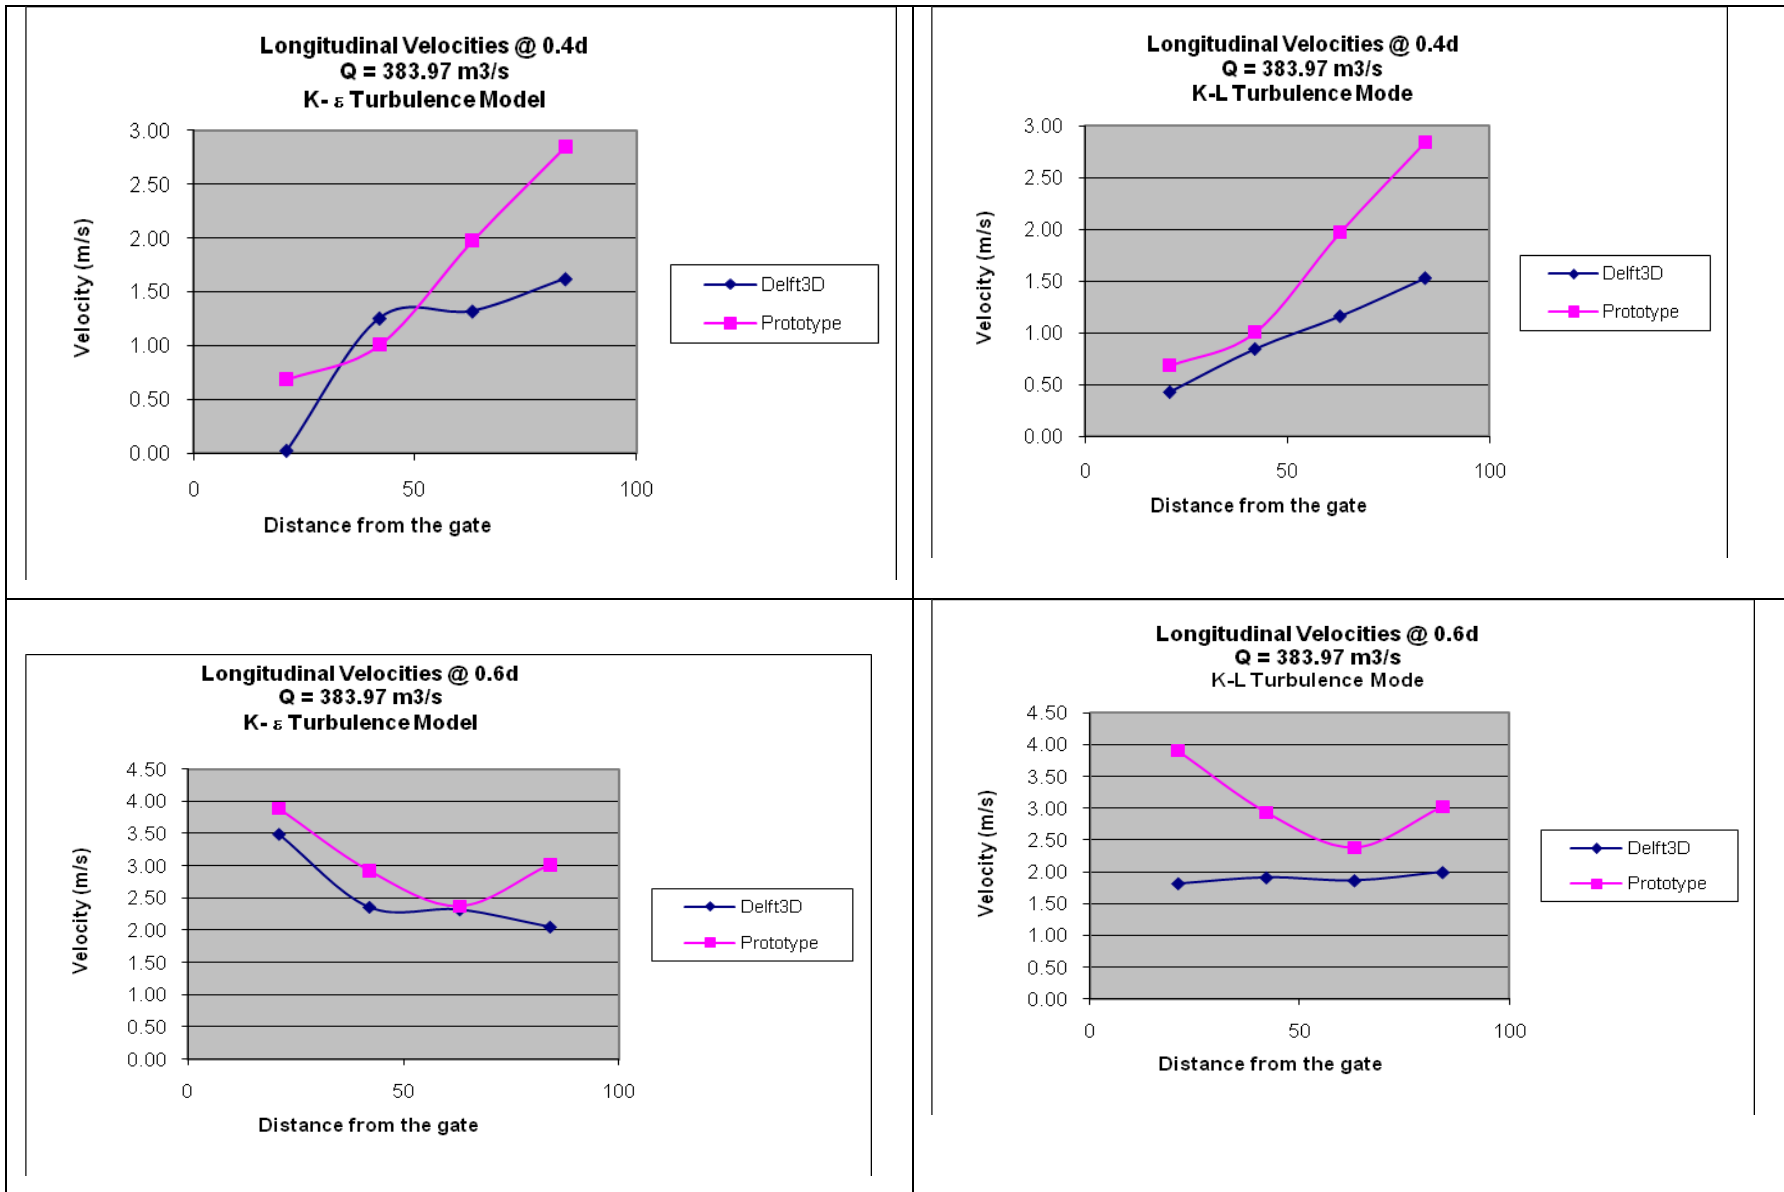 Longitudinal Velocities @ 0.4d
Q = 383.97 m3/s
K- ε Turbulence Model
3.00
2.50
2.00
1.50
1.00
0.50
0.00
Velocity (m/s)
0
50
100
Distance from the gate
Delft3D
Prototype
Longitudinal Velocities @ 0.4d
Q = 383.97 m3/s
K-L Turbulence Mode
3.00
2.50
2.00
1.50
1.00
0.50
0.00
Velocity (m/s)
0
50
100
Distance from the gate
Delft3D
Prototype
Longitudinal Velocities @ 0.6d
Q = 383.97 m3/s
K- ε Turbulence Model
4.50
4.00
3.50
3.00
2.50
2.00
1.50
1.00
0.50
0.00
Velocity (m/s)
0
50
100
Distance from the gate
Delft3D
Prototype
Longitudinal Velocities @ 0.6d
Q = 383.97 m3/s
K-L Turbulence Mode
4.50
4.00
3.50
3.00
2.50
2.00
1.50
1.00
0.50
0.00
Velocity (m/s)
0
50
100
Distance from the gate
Delft3D
Prototype